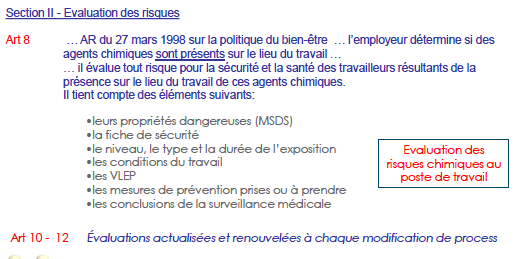 Section II - Evaluation des risques
Art 8 … AR du 27 mars 1998 sur la politique du bien-être … l'employeur détermine si des
agents chimiques sont présents sur le lieu du travail …
… il évalue tout risque pour la sécurité et la santé des travailleurs résultants de la
présence sur le lieu du travail de ces agents chimiques.
Il tient compte des éléments suivants:
•leurs propriétés dangereuses (MSDS)
•la fiche de sécurité
•le niveau, le type et la durée de l'exposition
•les conditions du travail
•les VLEP
•les mesures de prévention prises ou à prendre
•les conclusions de la surveillance médicale
Evaluation des
risques chimiques au
poste de travail
Art 10 - 12 Évaluations actualisées et renouvelées à chaque modification de process